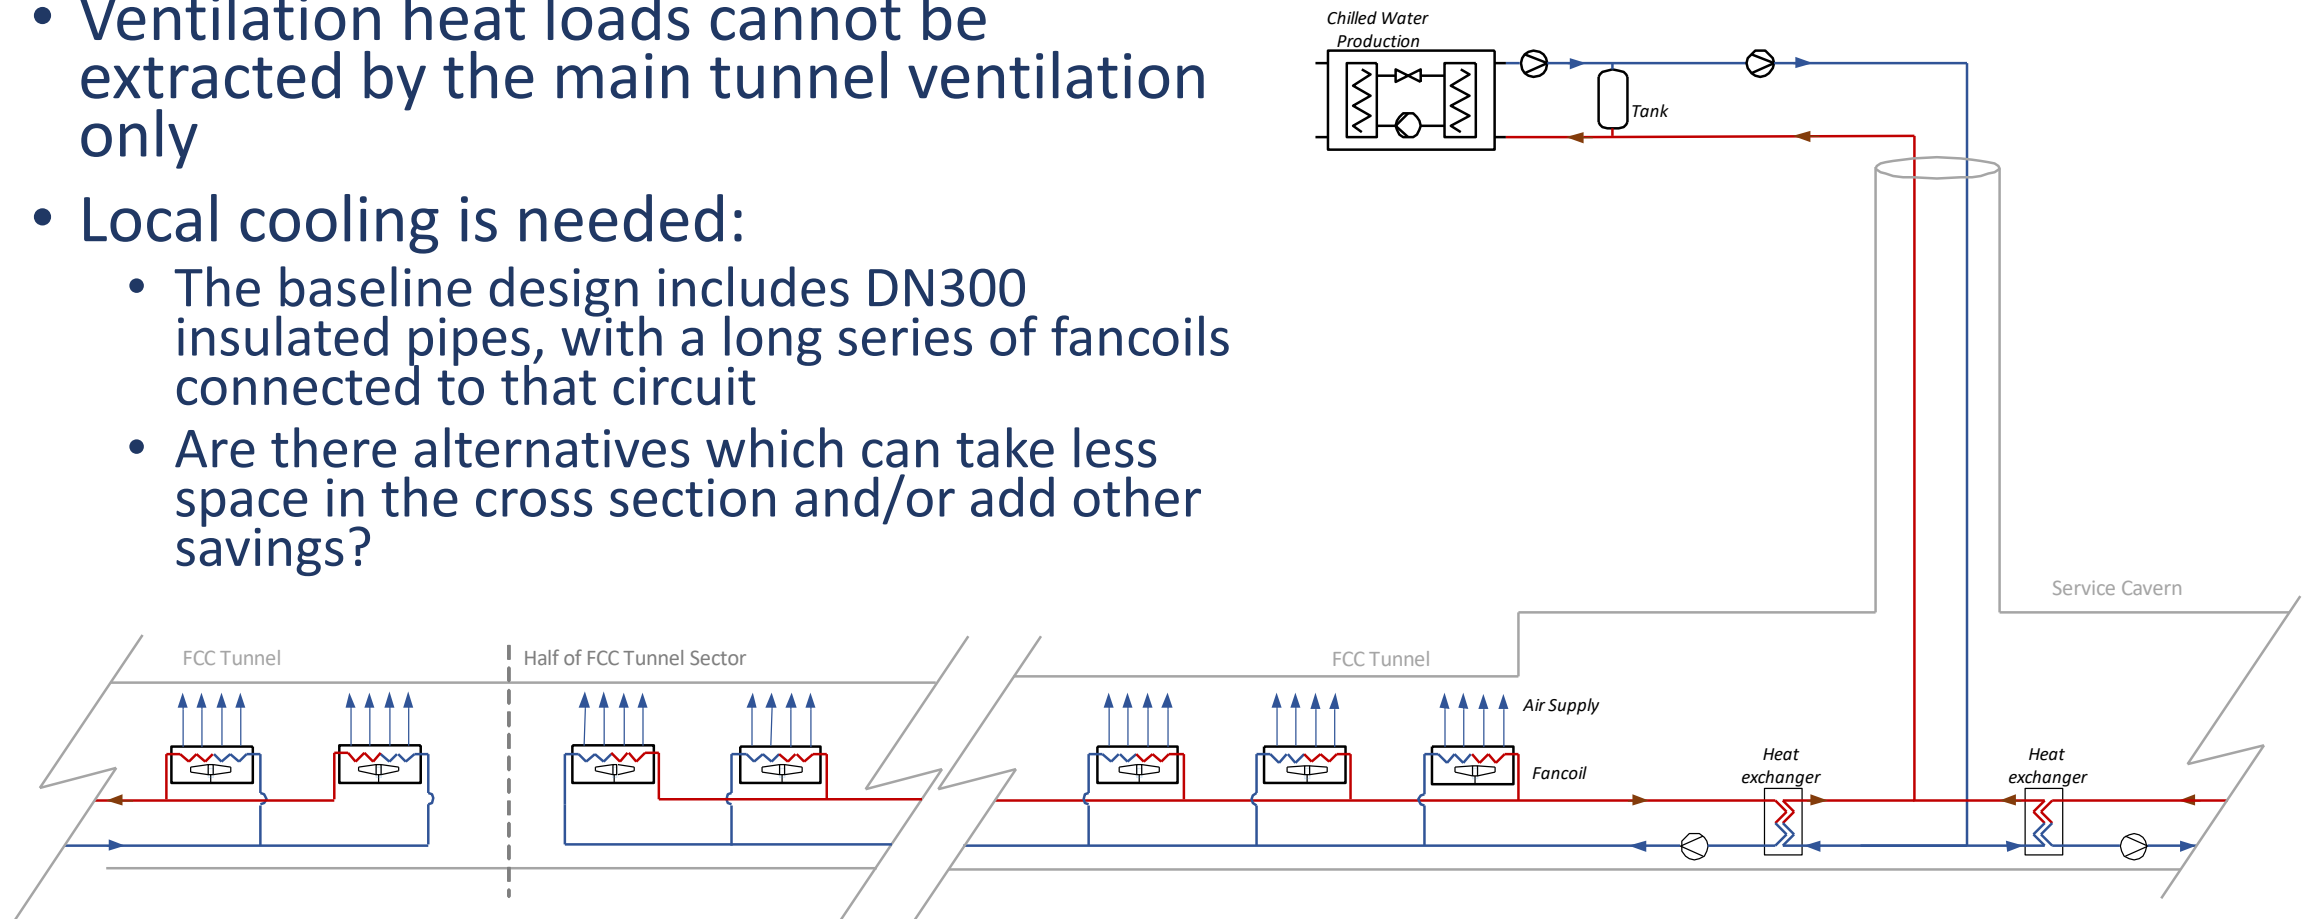 • Ventilation heat loads cannot be
extracted by the main tunnel ventilation
only
• Local cooling is needed:
• The baseline design includes DN300
insulated pipes, with a long series of fancoils
connected to that circuit
• Are there alternatives which can take less
space in the cross section and/or add other
savings?
Chilled Water
Production
Tank
Service Cavern
FCC Tunnel
Half of FCC Tunnel Sector
FCC Tunnel
Air Supply
Fancoil
Heat
exchanger
Heat
exchanger